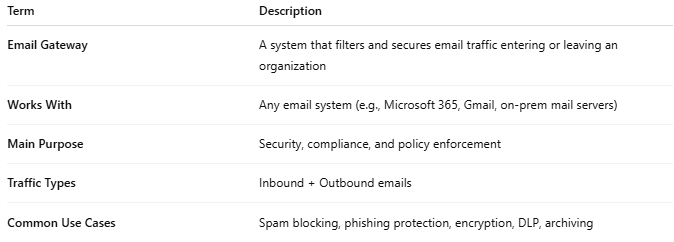 Term Description
Email Gateway A system that filters and secures email traffic entering or leaving an
organization
Works With Any email system (e.g., Microsoft 365, Gmail, on-prem mail servers)
Main Purpose Security, compliance, and policy enforcement
Traffic Types Inbound + Outbound emails
Common Use Cases Spam blocking, phishing protection, encryption, DLP, archiving